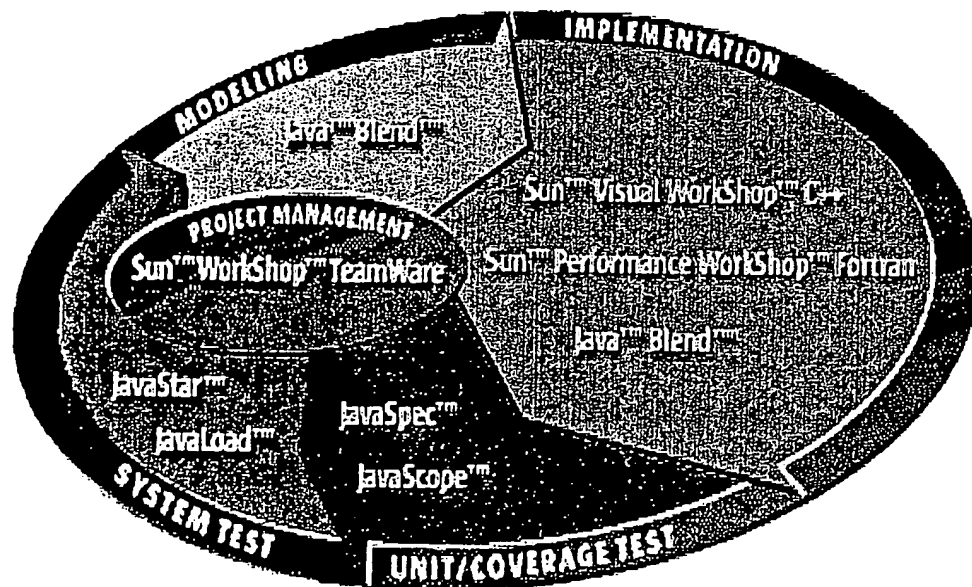 MODELLING
IMPLEMENTATION
Java™ Blend™
Sun™ Visual WorkShop™ C++
PROJECT MANAGEMENT
Sun™ WorkShop™ TeamWare
Sun™ Performance WorkShop™ Fortran
Java™ Blend™
JavaStar™
JavaSpec™
JavaLoad™
JavaScope™
SYSTEM TEST
UNIT/COVERAGE TEST